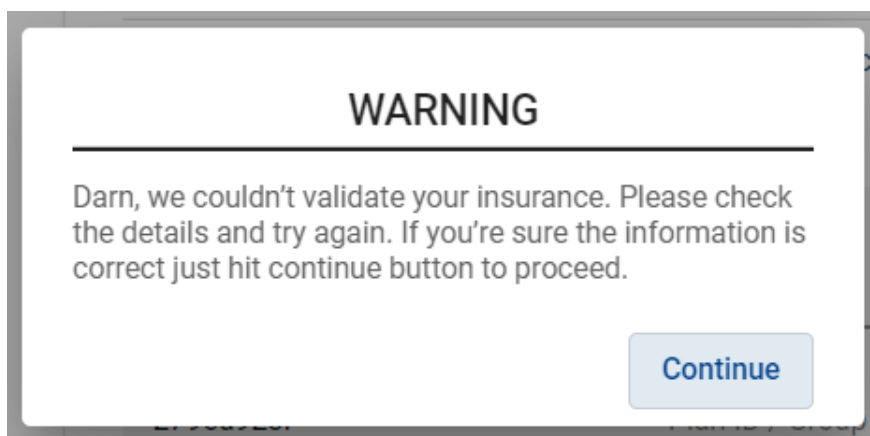 WARNING
Darn, we couldn’t validate your insurance. Please check
the details and try again. If you’re sure the information is
correct just hit continue button to proceed.
Continue